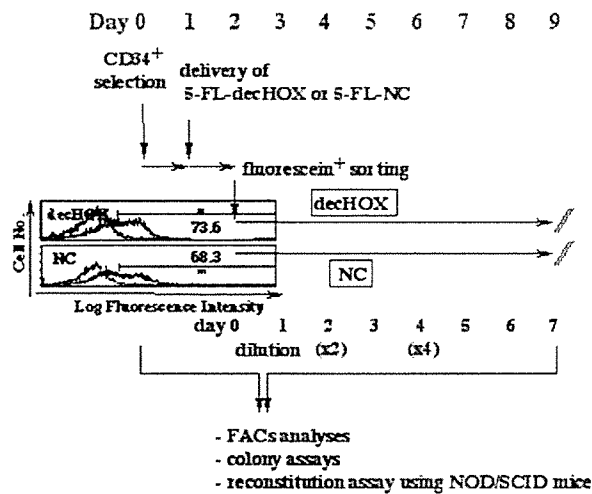 Day 0 1 2 3 4 5 6 7 8 9
CD34+
selection
delivery of
5-FL-decHOX or 5-FL-NC
fluorescein+ sorting
decHOX
decHOX
73.6
NC
68.3
NC
Cell No.
Log Fluorescence Intensity
day 0 1 2 3 4 5 6 7
dilution (x2) (x4)
- FACs analyses
- colony assays
- reconstitution assay using NOD/SCID mice